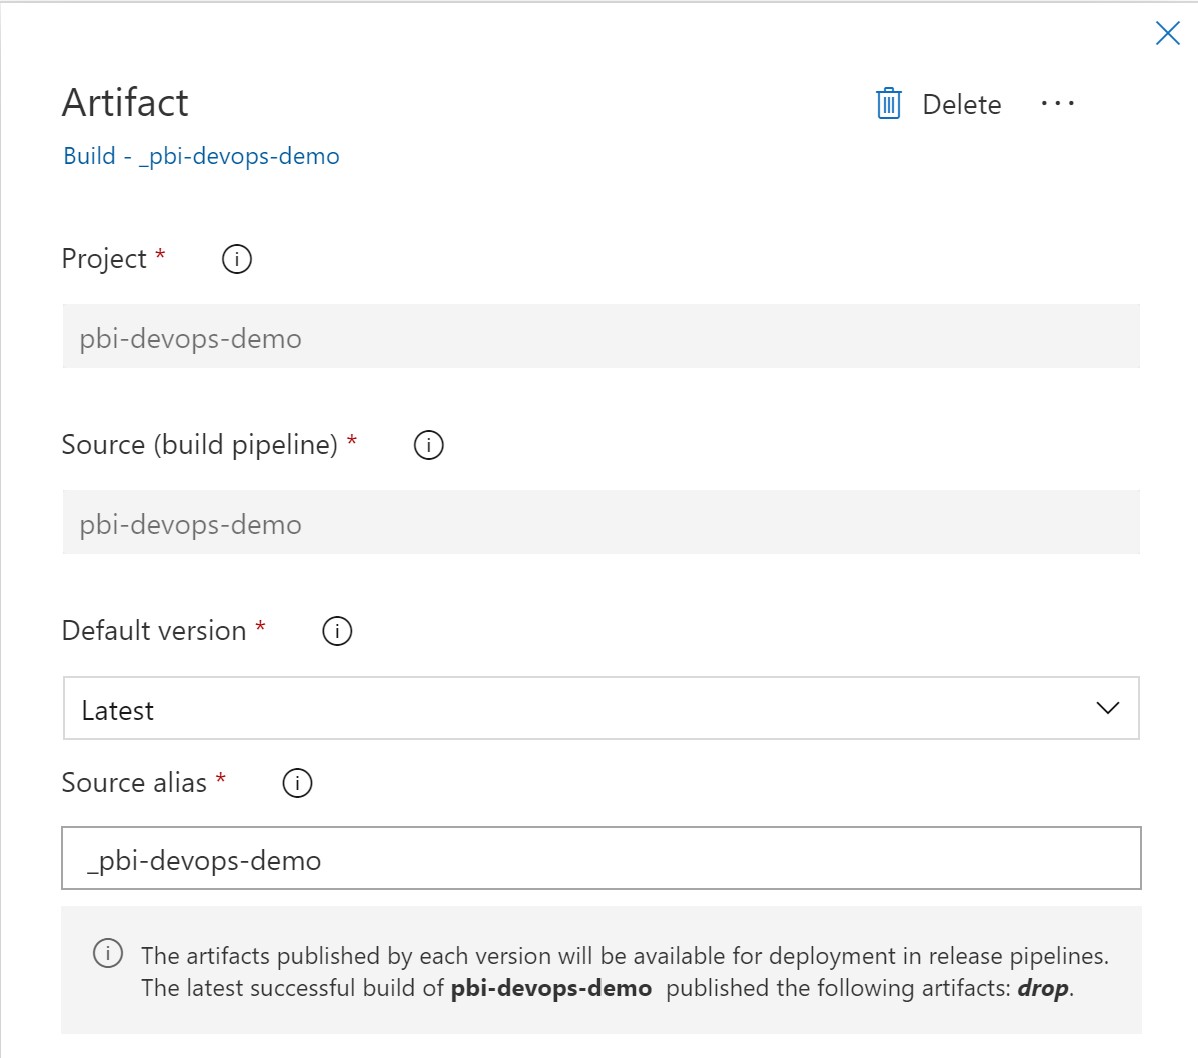 Artifact
Delete ...
Build - _pbi-devops-demo
Project *
pbi-devops-demo
Source (build pipeline) *
pbi-devops-demo
Default version *
Latest
Source alias *
_pbi-devops-demo
The artifacts published by each version will be available for deployment in release pipelines.
The latest successful build of pbi-devops-demo published the following artifacts: drop.